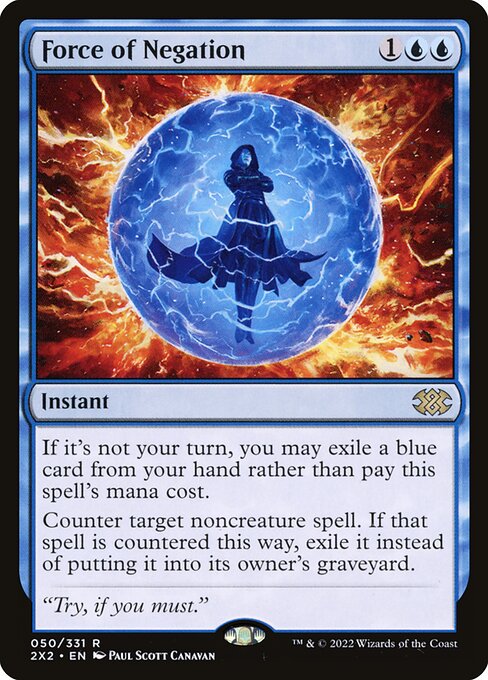 Force of Negation 1
Instant
If it's not your turn, you may exile a blue
card from your hand rather than pay this
spell's mana cost.
Counter target noncreature spell. If that
spell is countered this way, exile it instead
of putting it into its owner's graveyard.
"Try, if you must."
050/331 R
™ & © 2022 Wizards of the Coast
2X2 • EN Paul Scott Canavan